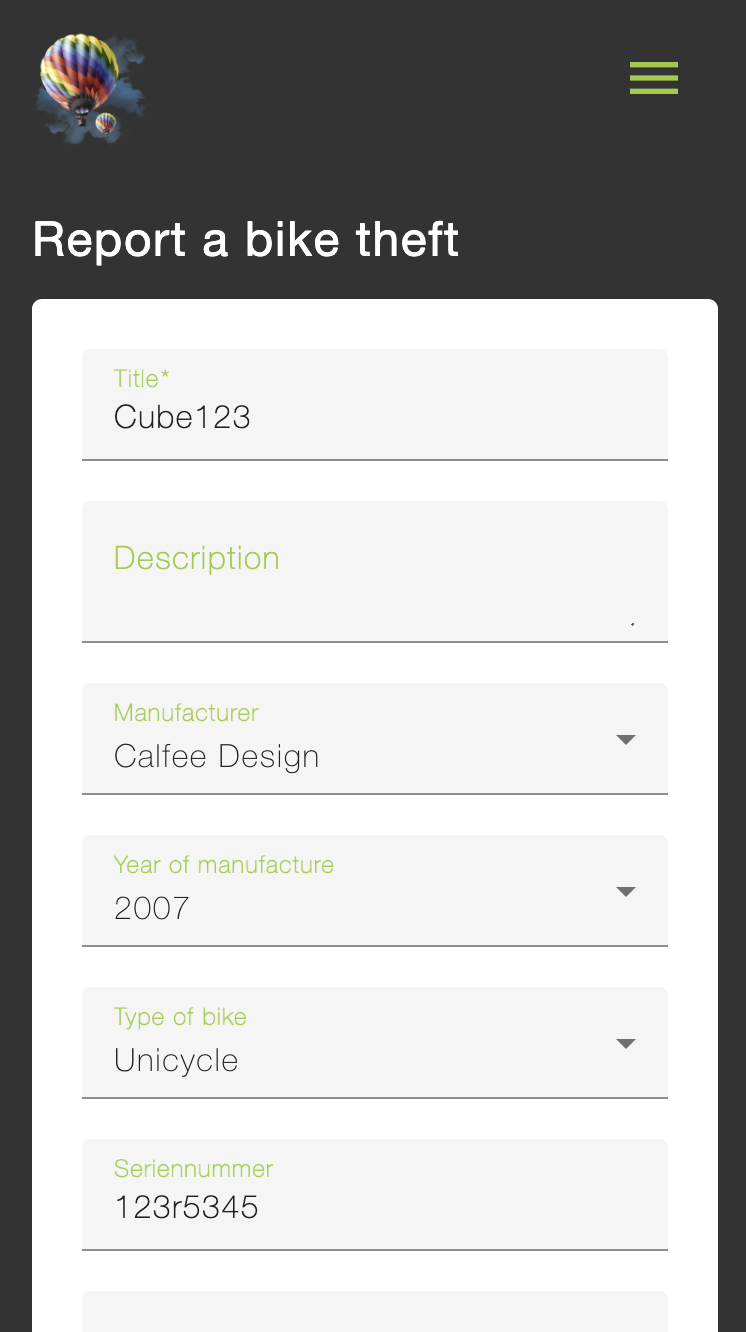 Report a bike theft
Title*
Cube123
Description
Manufacturer
Calfee Design
Year of manufacture
2007
Type of bike
Unicycle
Seriennummer
123r5345